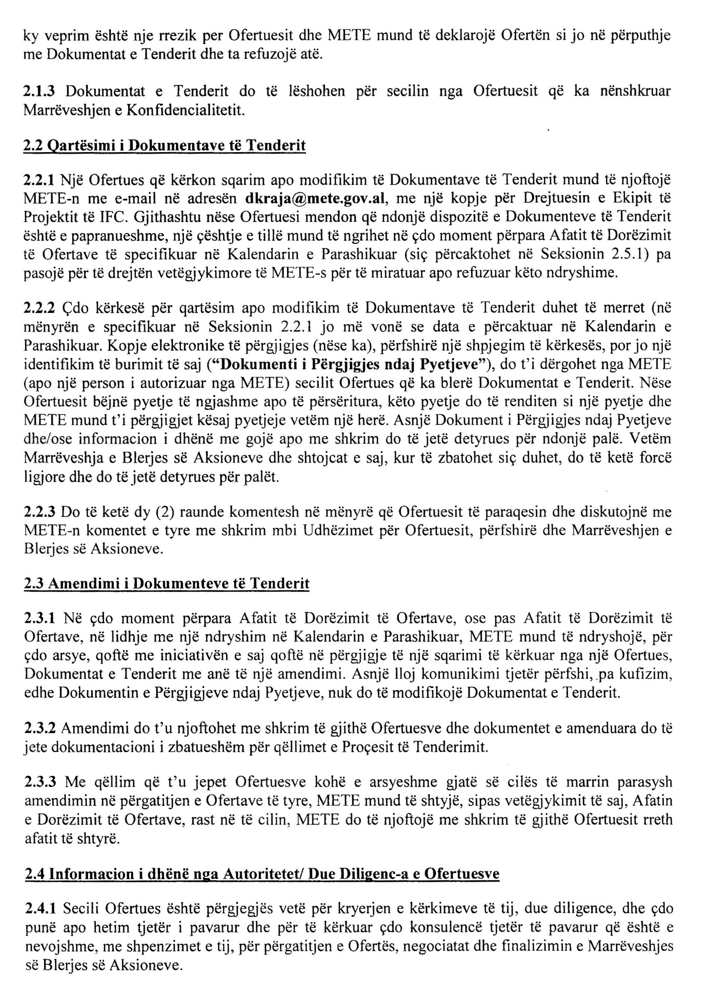 ky veprim është nje rrezik per Ofertuesit dhe METE mund të deklarojë Ofertën si jo në përputhje
me Dokumentat e Tenderit dhe ta refuzojë atë.
2.1.3 Dokumentat e Tenderit do të lëshohen për secilin nga Ofertuesit që ka nënshkruar
Marrëveshjen e Konfidencialitetit.
2.2 Qartësimi i Dokumentave të Tenderit
2.2.1 Një Ofertues që kërkon sqarim apo modifikim të Dokumentave të Tenderit mund të njoftojë
METE-n me e-mail në adresën dkraja@mete.gov.al, me një kopje për Drejtuesin e Ekipit të
Projektit të IFC. Gjithashtu nëse Ofertuesi mendon që ndonjë dispozitë e Dokumenteve të Tenderit
është e papranueshme, një çështje e tillë mund të ngrihet në çdo moment përpara Afatit të Dorëzimit
të Ofertave të specifikuar në Kalendarin e Parashikuar (siç përcaktohet në Seksionin 2.5.1) pa
pasojë për të drejtën vetëgjykimore të METE-s për të miratuar apo refuzuar këto ndryshime.
2.2.2 Çdo kërkesë për qartësim apo modifikim të Dokumentave të Tenderit duhet të merret (në
mënyrën e specifikuar në Seksionin 2.2.1 jo më vonë se data e përcaktuar në Kalendarin e
Parashikuar. Kopje elektronike të përgjigjes (nëse ka), përfshirë një shpjegim të kërkesës, por jo një
identifikim të burimit të saj (“Dokumenti i Përgjigjes ndaj Pyetjeve”), do t’i dërgohet nga METE
(apo një person i autorizuar nga METE) secilit Ofertues që ka blerë Dokumentat e Tenderit. Nëse
Ofertuesit bëjnë pyetje të ngjashme apo të përsëritura, këto pyetje do të renditen si një pyetje dhe
METE mund t’i përgjigjet kësaj pyetjeje vetëm një herë. Asnjë Dokument i Përgjigjes ndaj Pyetjeve
dhe/ose informacion i dhënë me gojë apo me shkrim do të jetë detyrues për ndonjë palë. Vetëm
Marrëveshja e Blerjes së Aksioneve dhe shtojcat e saj, kur të zbatohet siç duhet, do të ketë forcë
ligjore dhe do të jetë detyrues për palët.
2.2.3 Do të ketë dy (2) raunde komentesh në mënyrë që Ofertuesit të paraqesin dhe diskutojnë me
METE-n komentet e tyre me shkrim mbi Udhëzimet për Ofertuesit, përfshirë dhe Marrëveshjen e
Blerjes së Aksioneve.
2.3 Amendimi i Dokumenteve të Tenderit
2.3.1 Në çdo moment përpara Afatit të Dorëzimit të Ofertave, ose pas Afatit të Dorëzimit të
Ofertave, në lidhje me një ndryshim në Kalendarin e Parashikuar, METE mund të ndryshojë, për
çdo arsye, qoftë me iniciativën e saj qoftë në përgjigje të një sqarimi të kërkuar nga një Ofertues,
Dokumentat e Tenderit me anë të një amendimi. Asnjë lloj komunikimi tjetër përfshi, pa kufizim,
edhe Dokumentin e Përgjigjeve ndaj Pyetjeve, nuk do të modifikojë Dokumentat e Tenderit.
2.3.2 Amendimi do t’u njoftohet me shkrim të gjithë Ofertuesve dhe dokumentet e amenduara do të
jete dokumentacioni i zbatueshëm për qëllimet e Proçesit të Tenderimit.
2.3.3 Me qëllim që t’u jepet Ofertuesve kohë e arsyeshme gjatë së cilës të marrin parasysh
amendimin në përgatitjen e Ofertave të tyre, METE mund të shtyjë, sipas vetëgjykimit të saj, Afatin
e Dorëzimit të Ofertave, rast në të cilin, METE do të njoftojë me shkrim të gjithë Ofertuesit rreth
afatit të shtyrë.
2.4 Informacion i dhënë nga Autoritetet/ Due Diligenc-a e Ofertuesve
2.4.1 Secili Ofertues është përgjegjës vetë për kryerjen e kërkimeve të tij, due diligence, dhe çdo
punë apo hetim tjetër i pavarur dhe për të kërkuar çdo konsulencë tjetër të pavarur që është e
nevojshme, me shpenzimet e tij, për përgatitjen e Ofertës, negociatat dhe finalizimin e Marrëveshjes
së Blerjes së Aksioneve.